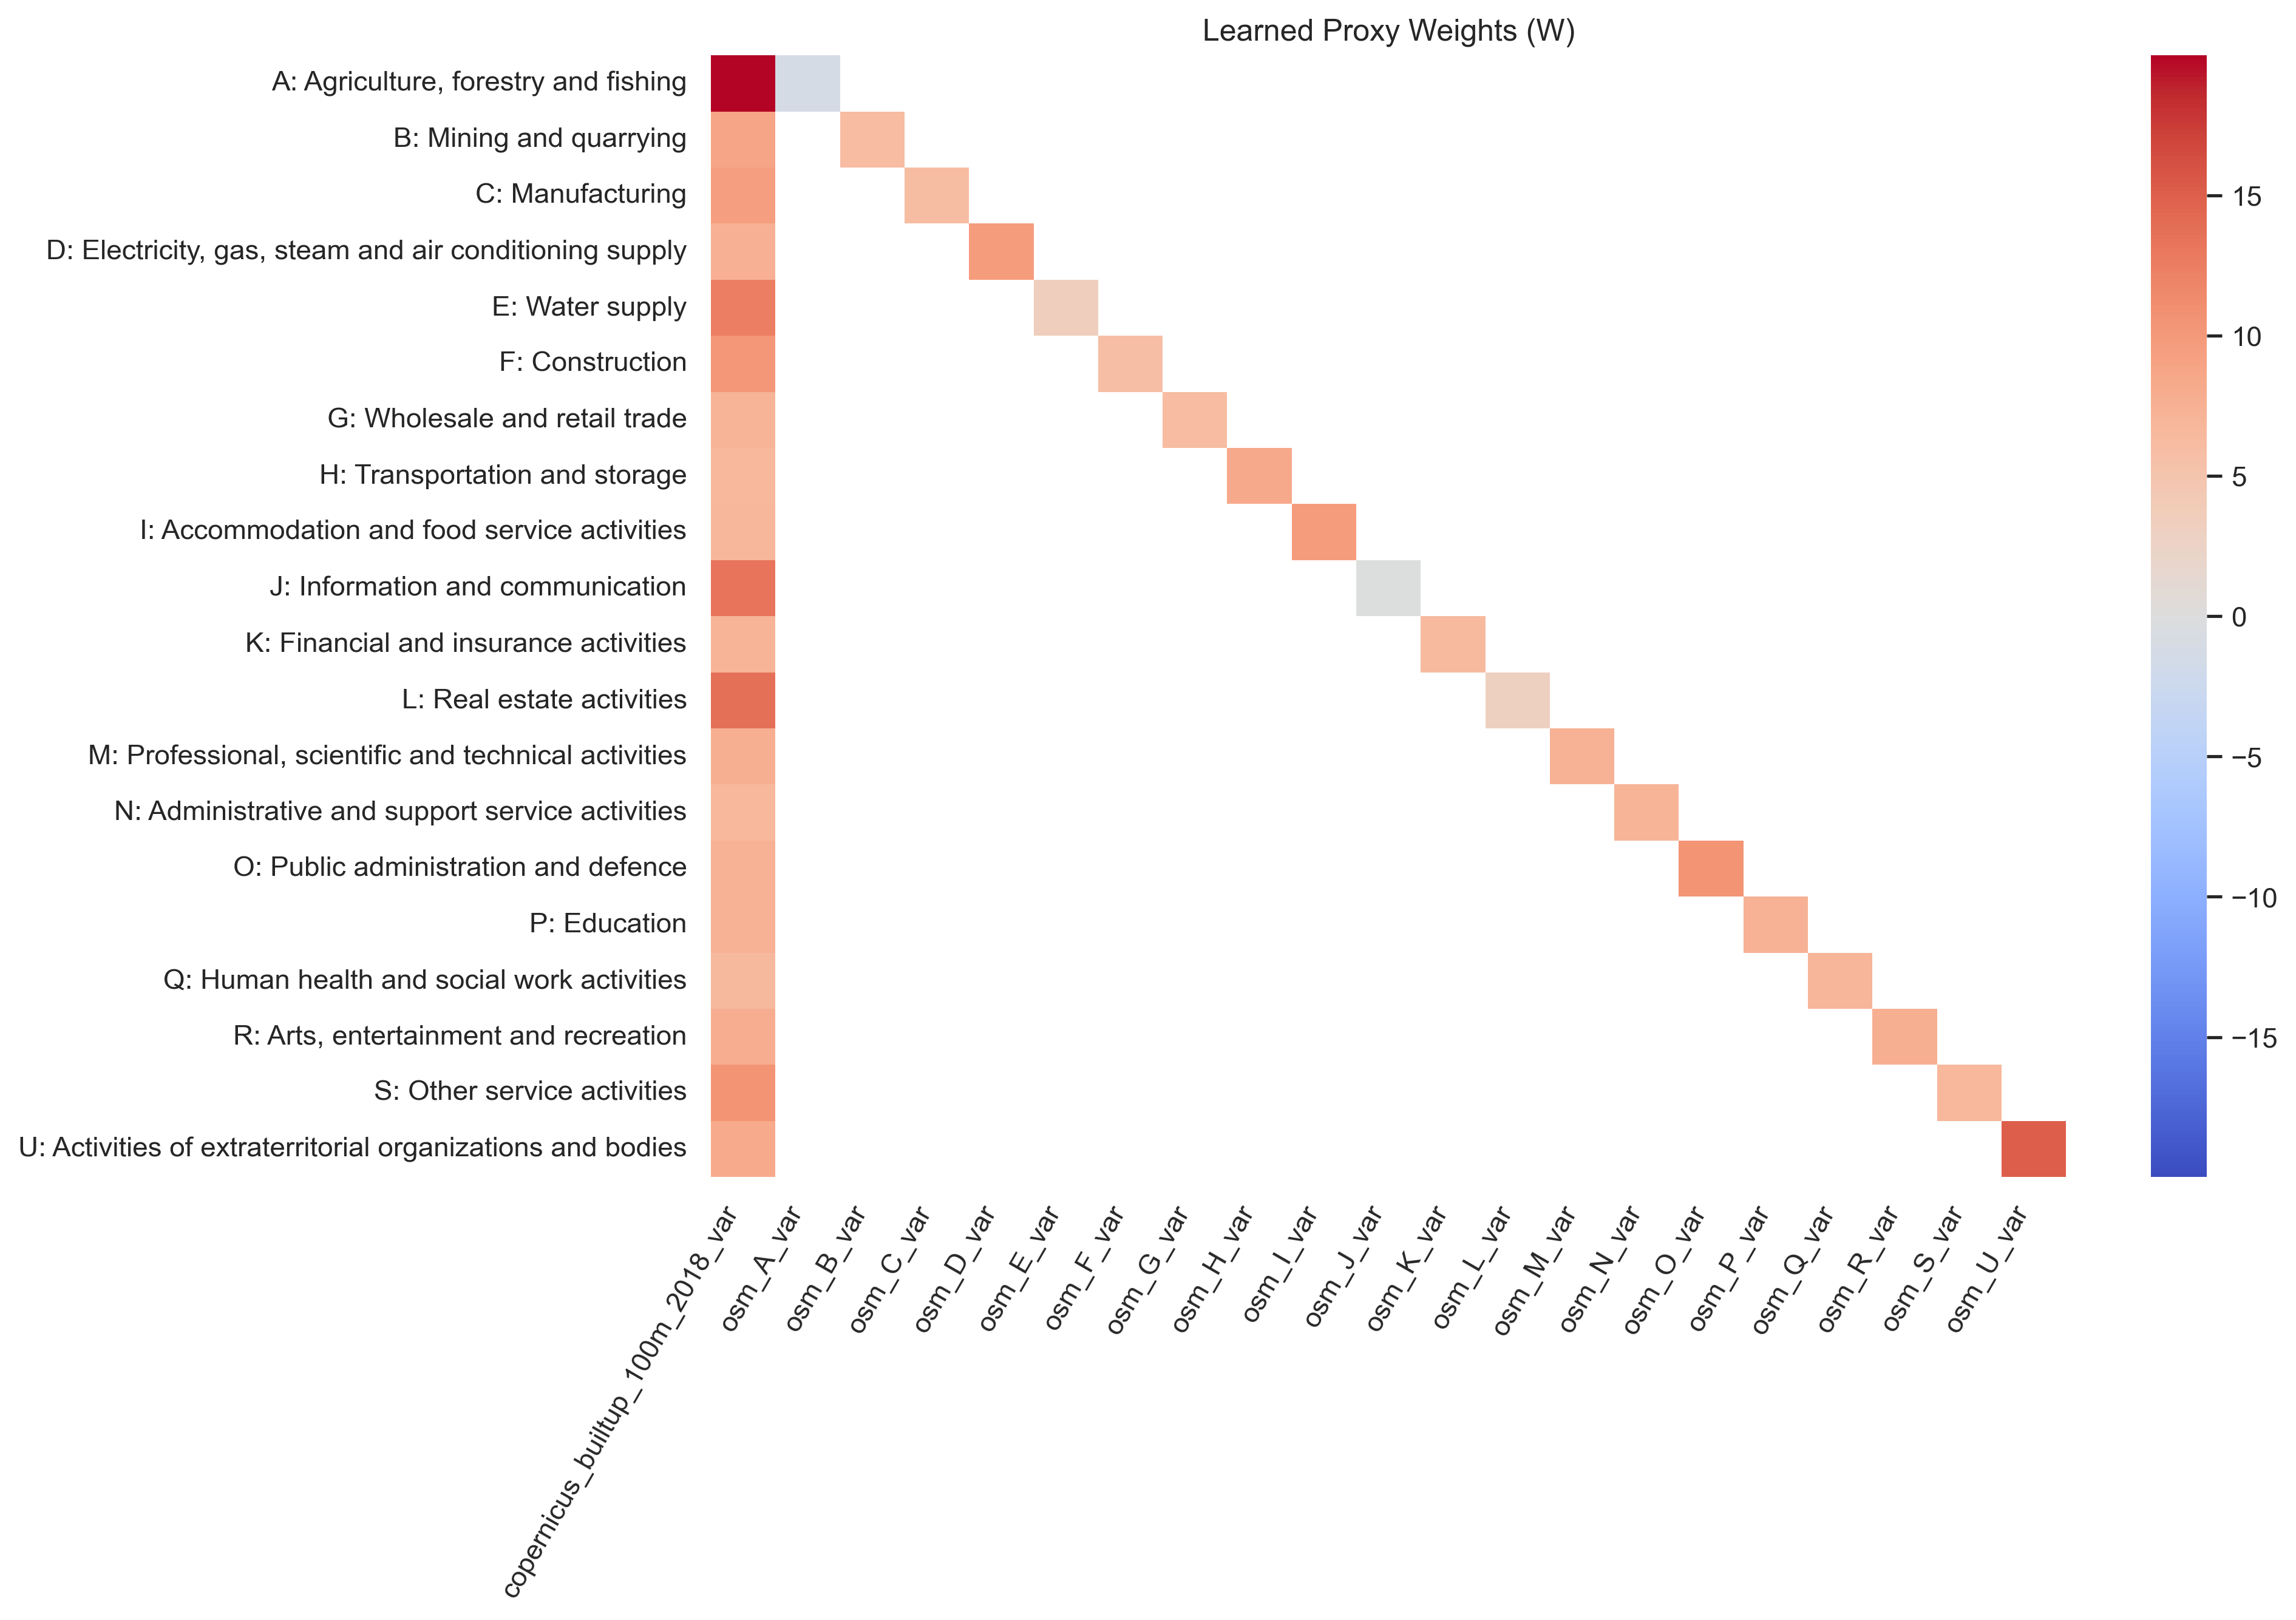 Learned Proxy Weights (W)
A: Agriculture, forestry and fishing
B: Mining and quarrying
C: Manufacturing
D: Electricity, gas, steam and air conditioning supply
E: Water supply
F: Construction
G: Wholesale and retail trade
H: Transportation and storage
I: Accommodation and food service activities
J: Information and communication
K: Financial and insurance activities
L: Real estate activities
M: Professional, scientific and technical activities
N: Administrative and support service activities
O: Public administration and defence
P: Education
Q: Human health and social work activities
R: Arts, entertainment and recreation
S: Other service activities
U: Activities of extraterritorial organizations and bodies
copernicus_builtup_100m_2018_var
osm_A_var
osm_B_var
osm_C_var
osm_D_var
osm_E_var
osm_F_var
osm_G_var
osm_H_var
osm_I_var
osm_J_var
osm_K_var
osm_L_var
osm_M_var
osm_N_var
osm_O_var
osm_P_var
osm_Q_var
osm_R_var
osm_S_var
osm_U_var
15
10
5
0
−5
−10
−15